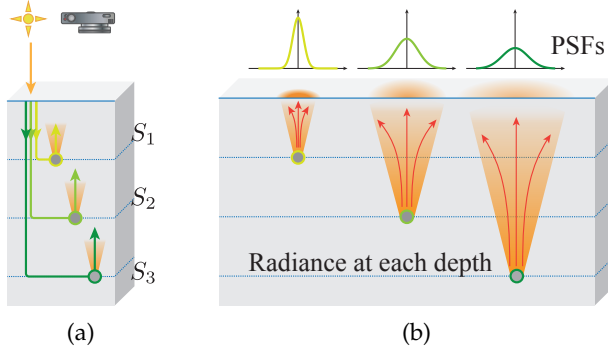 PSFs
S1
S2
S3
Radiance at each depth
(a)
(b)